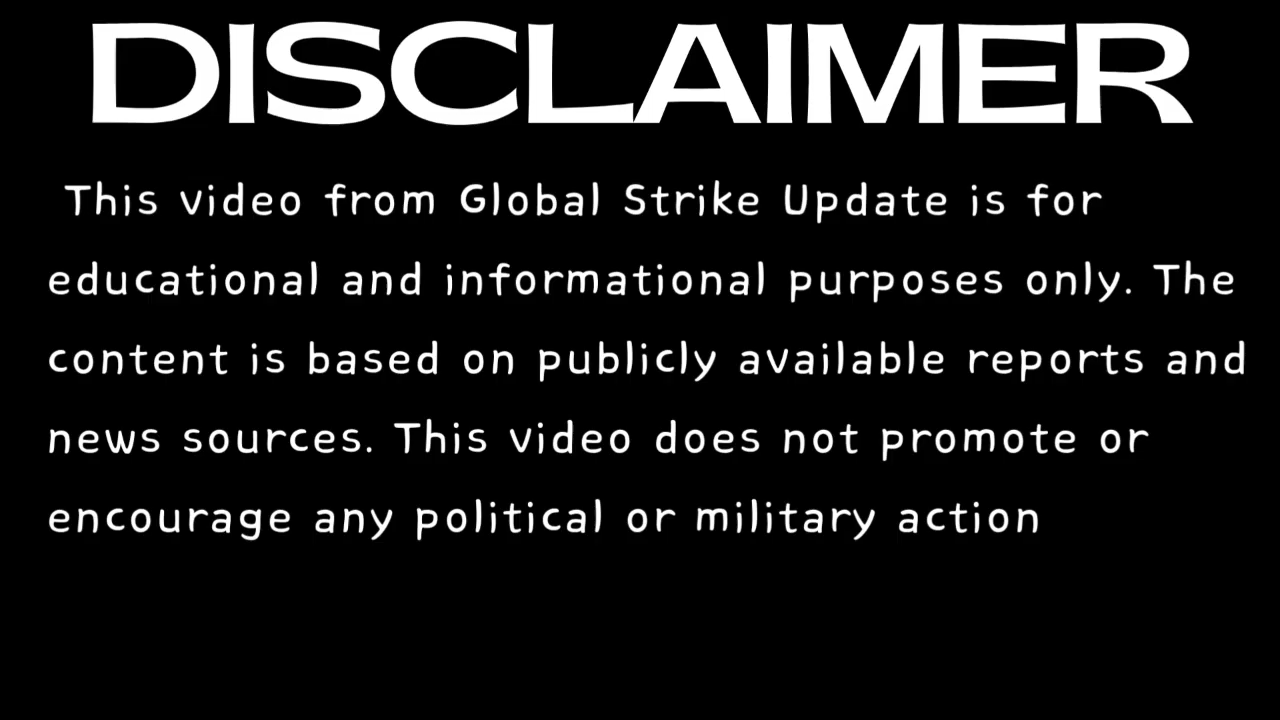 DISCLAIMER
This video from Global Strike Update is for
educational and informational purposes only. The
content is based on publicly available reports and
news sources. This video does not promote or
encourage any political or military action